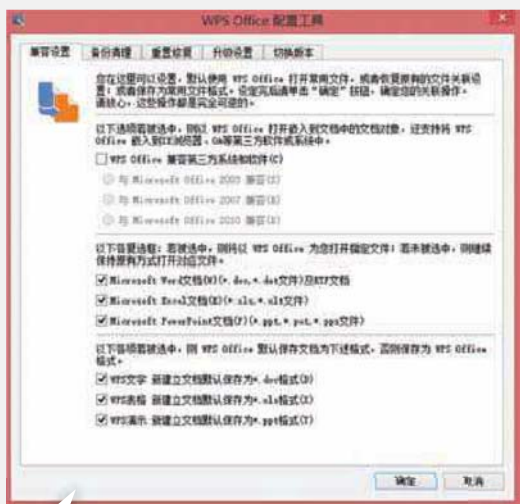 WPS Office 配置工具
兼容设置 备份清理 重置修复 升级设置 切换版本
您在这里可以设置，默认使用 WPS Office 打开常用文件，或者恢复原有的文件关联设
置；或者保存为常用文件格式。设定完后请单击“确定”按钮，确定您的关联操作。
请放心，这些操作都是完全可逆的。
以下选项若被选中，则以 WPS Office 打开嵌入到文档中的文档对象，还支持将 WPS
Office 嵌入到IE浏览器、OA等第三方软件或系统中。
WPS Office 兼容第三方系统和软件(C)
与 Microsoft Office 2003 兼容
与 Microsoft Office 2007 兼容
与 Microsoft Office 2010 兼容
以下各复选框：若被选中，则将以 WPS Office 为您打开指定文件；若未被选中，则继续
保持原有方式打开对应文件。
Microsoft Word文档(W)(*.doc,*.dot文件)及RTF文档
Microsoft Excel文档(E)(*.xls,*.xlt文件)
Microsoft PowerPoint文档(P)(*.ppt,*.pot,*.pps文件)
以下各项若被选中，则 WPS Office 默认保存文档为下述格式，否则保存为 WPS Office
格式。
WPS文字 新建立文档默认保存为*.doc格式(D)
WPS表格 新建立文档默认保存为*.xls格式(X)
WPS演示 新建立文档默认保存为*.ppt格式(T)
确定 取消